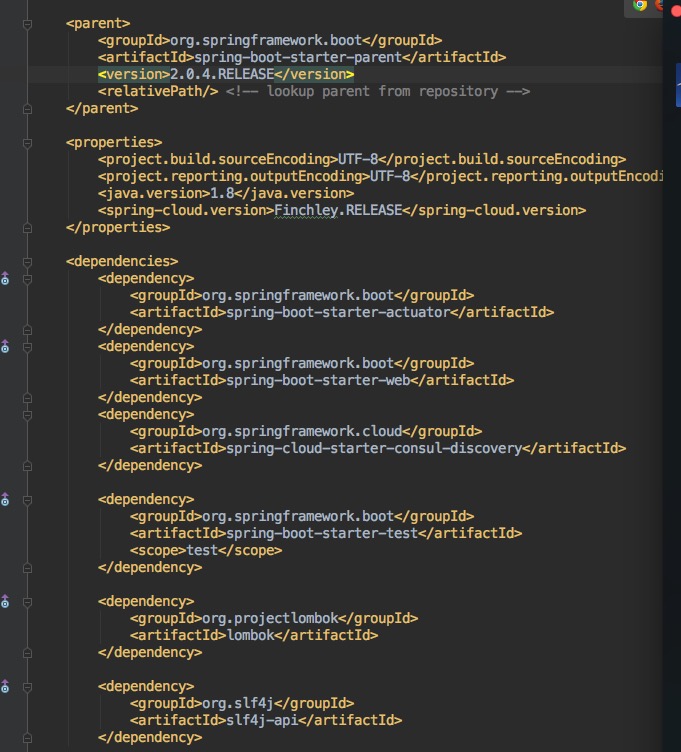 <parent>
<groupId>org.springframework.boot</groupId>
<artifactId>spring-boot-starter-parent</artifactId>
<version>2.0.4.RELEASE</version>
<relativePath/> <!-- lookup parent from repository -->
</parent>
<properties>
<project.build.sourceEncoding>UTF-8</project.build.sourceEncoding>
<project.reporting.outputEncoding>UTF-8</project.reporting.outputEncodi
<java.version>1.8</java.version>
<spring-cloud.version>Finchley.RELEASE</spring-cloud.version>
</properties>
<dependencies>
<dependency>
<groupId>org.springframework.boot</groupId>
<artifactId>spring-boot-starter-actuator</artifactId>
</dependency>
<dependency>
<groupId>org.springframework.boot</groupId>
<artifactId>spring-boot-starter-web</artifactId>
</dependency>
<dependency>
<groupId>org.springframework.cloud</groupId>
<artifactId>spring-cloud-starter-consul-discovery</artifactId>
</dependency>
<dependency>
<groupId>org.springframework.boot</groupId>
<artifactId>spring-boot-starter-test</artifactId>
<scope>test</scope>
</dependency>
<dependency>
<groupId>org.projectlombok</groupId>
<artifactId>lombok</artifactId>
</dependency>
<dependency>
<groupId>org.slf4j</groupId>
<artifactId>slf4j-api</artifactId>
</dependency>